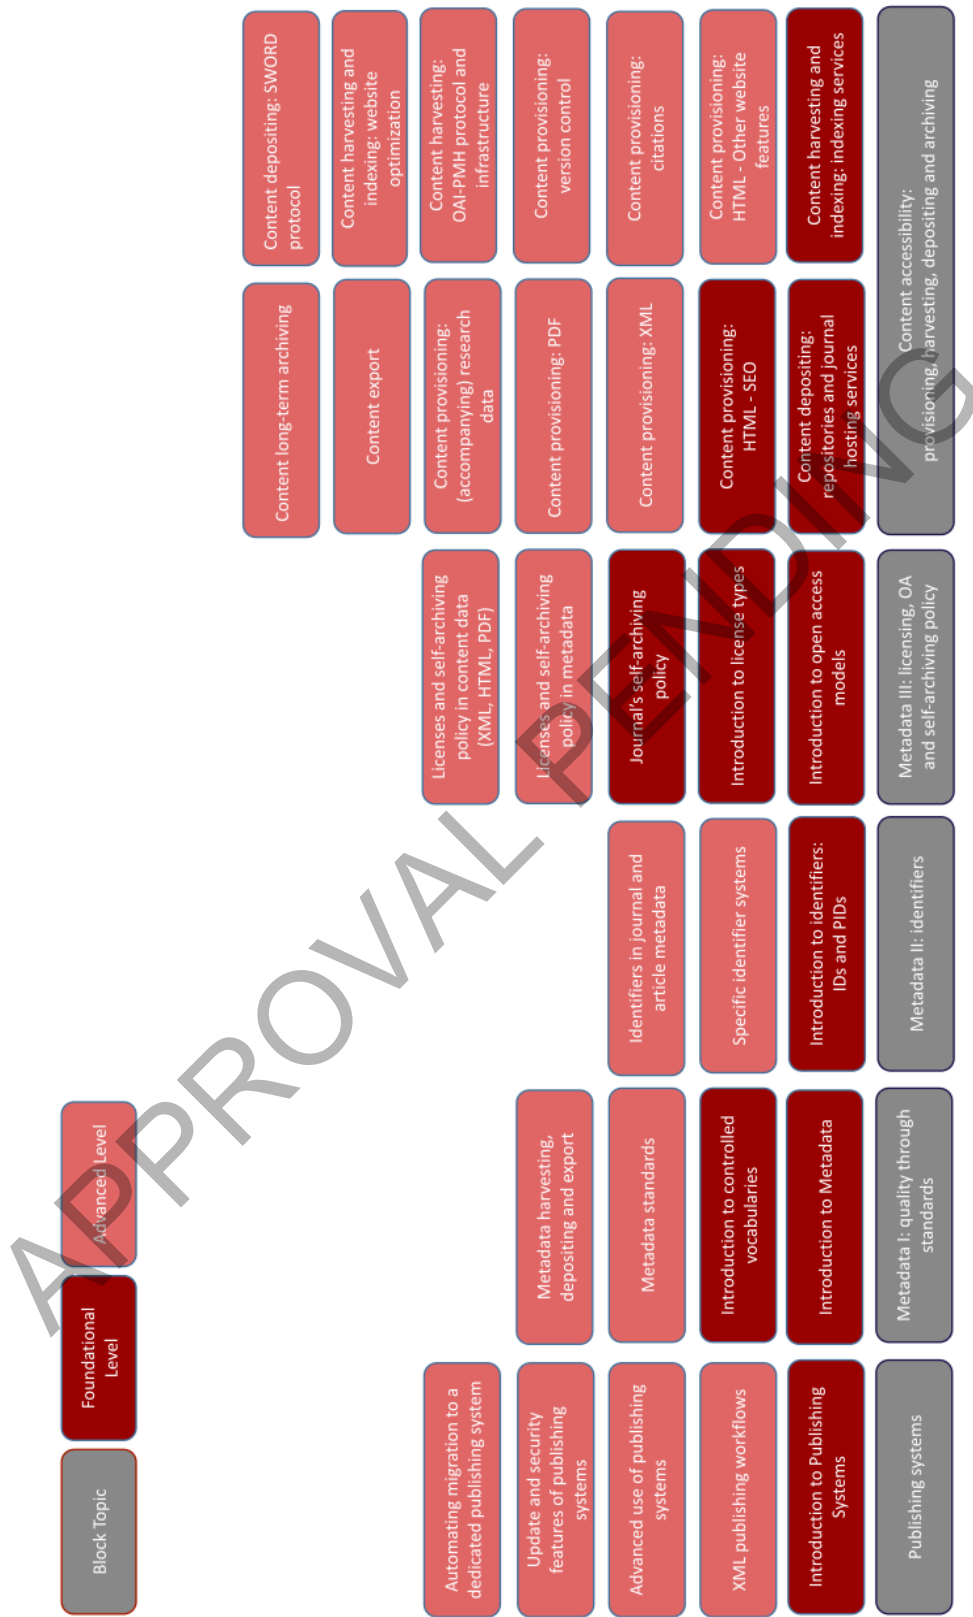 Block Topic
Foundational
Level
Advanced Level
Automating migration to a
dedicated publishing system
Update and security
features of publishing
systems
Advanced use of publishing
systems
XML publishing workflows
Introduction to Publishing
Systems
Publishing systems
Metadata harvesting,
depositing and export
Metadata standards
Introduction to controlled
vocabularies
Introduction to Metadata
Metadata I: quality through
standards
Identifiers in journal and
article metadata
Specific identifier systems
Introduction to identifiers:
IDs and PIDs
Metadata II: identifiers
Licenses and self-archiving
policy in content data
(XML, HTML, PDF)
Licenses and self-archiving
policy in metadata
Journal's self-archiving
policy
Introduction to license types
Introduction to open access
models
Metadata III: licensing, OA
and self-archiving policy
Content long-term archiving
Content export
Content provisioning:
(accompanying) research
data
Content provisioning: PDF
Content provisioning: XML
Content provisioning:
HTML - SEO
Content depositing:
repositories and journal
hosting services
Content depositing: SWORD
protocol
Content harvesting and
indexing: website
optimization
Content harvesting:
OAI-PMH protocol and
infrastructure
Content provisioning:
version control
Content provisioning:
citations
Content provisioning:
HTML - Other website
features
Content harvesting and
indexing: indexing services
Content accessibility:
provisioning, harvesting, depositing and archiving
APPROVAL PENDING